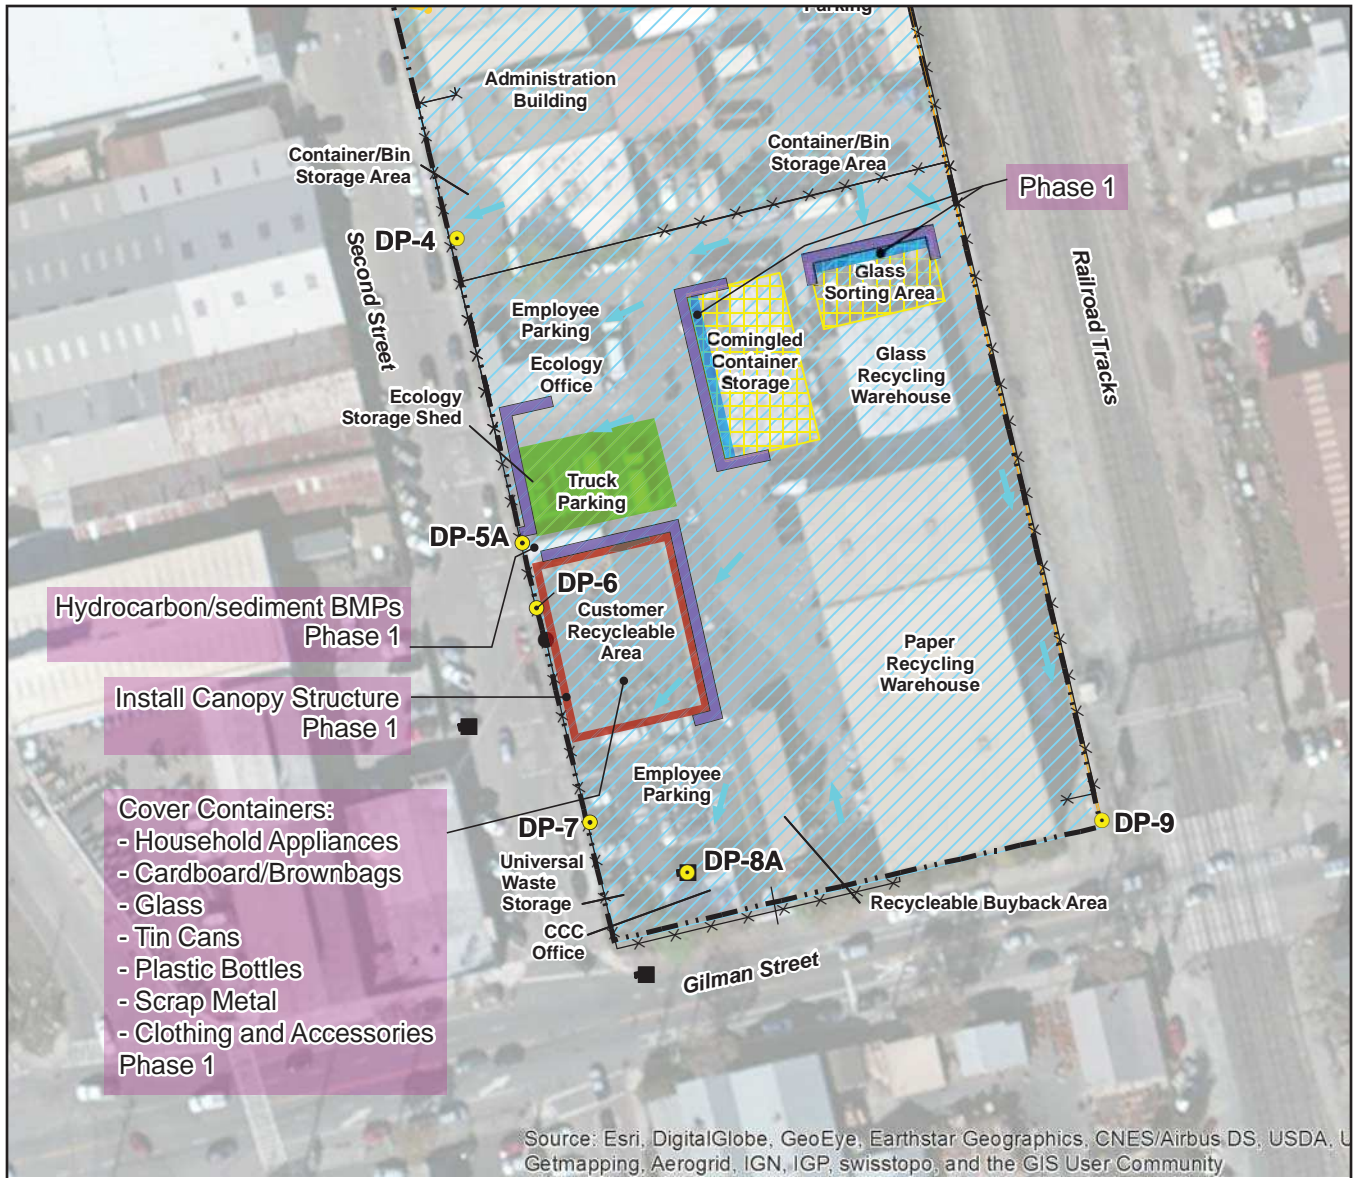 Parking
Administration
Building
Container/Bin
Storage Area
Container/Bin
Storage Area
Phase 1
DP-4
Second Street
Railroad Tracks
Glass
Sorting Area
Employee
Parking
Comingled
Container
Storage
Glass
Recycling
Warehouse
Ecology
Office
Ecology
Storage Shed
Truck
Parking
DP-5A
DP-6
Hydrocarbon/sediment BMPs
Phase 1
Customer
Recycleable
Area
Paper
Recycling
Warehouse
Install Canopy Structure
Phase 1
Employee
Parking
Cover Containers:
- Household Appliances
- Cardboard/Brownbags
- Glass
- Tin Cans
- Plastic Bottles
- Scrap Metal
- Clothing and Accessories
Phase 1
DP-7
DP-9
DP-8A
Universal
Waste
Storage
Recycleable Buyback Area
CCC
Office
Gilman Street
Source: Esri, DigitalGlobe, GeoEye, Earthstar Geographics, CNES/Airbus DS, USDA,
Getmapping, Aerogrid, IGN, IGP, swisstopo, and the GIS User Community